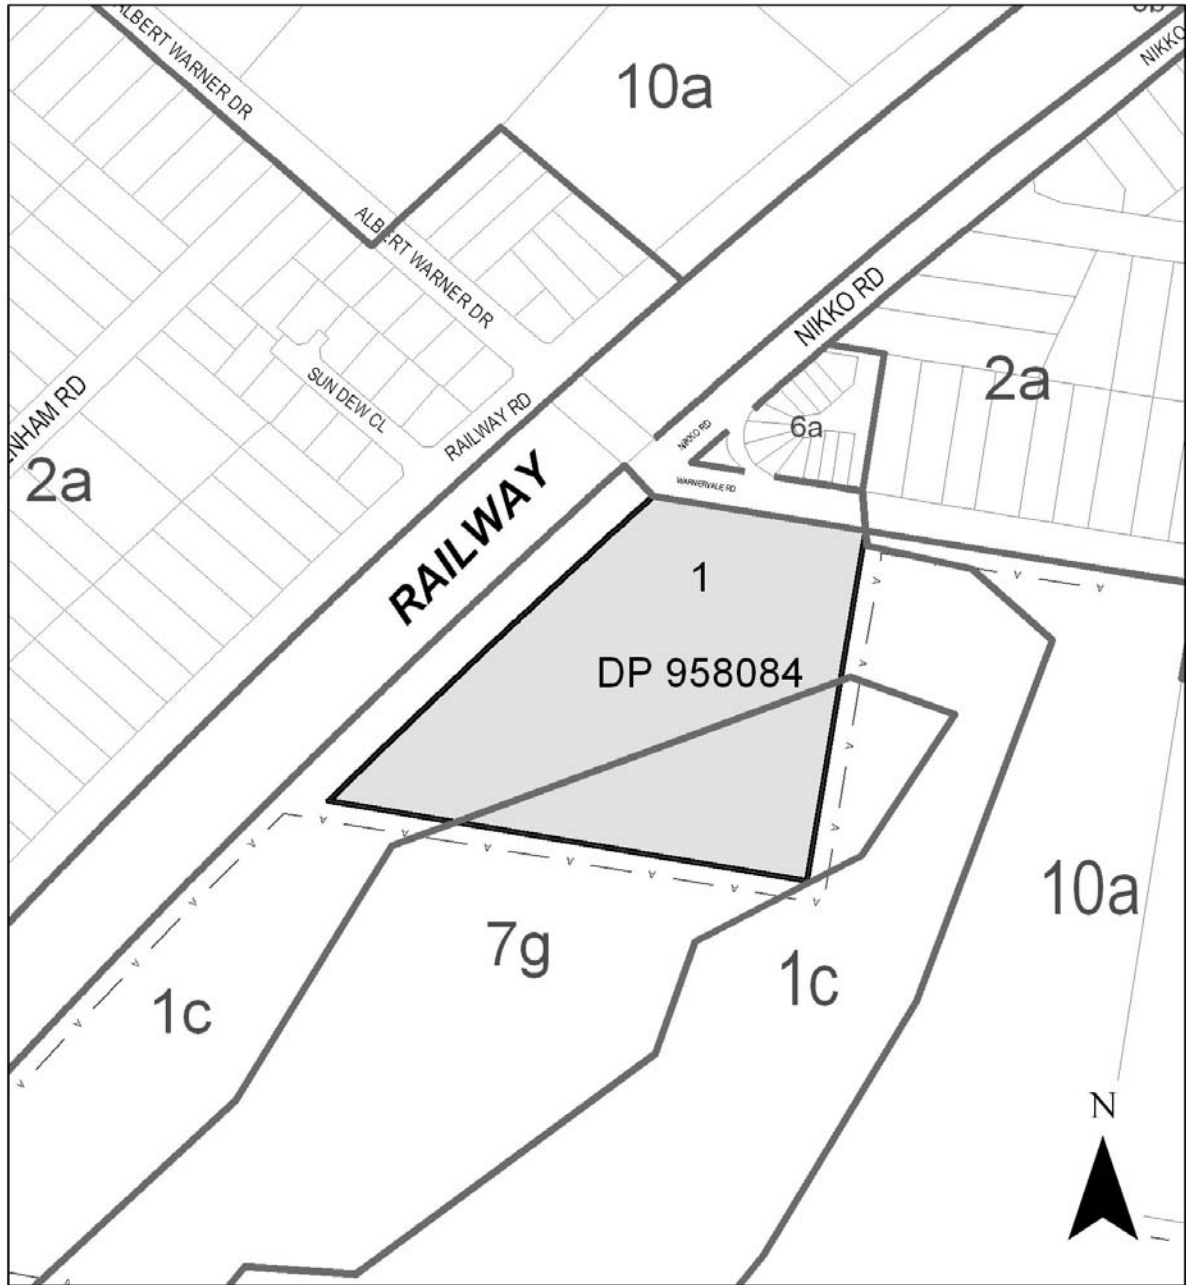 ALBERT WARNER DR
10a
NIKKO
ALBERT WARNER DR
NIKKO RD
SUN DEW CL
2a
ENHAM RD
RAILWAY RD
6a
NIKKO RD
2a
RAILWAY
WARNERVALE RD
1
DP 958084
10a
7g
1c
1c
N